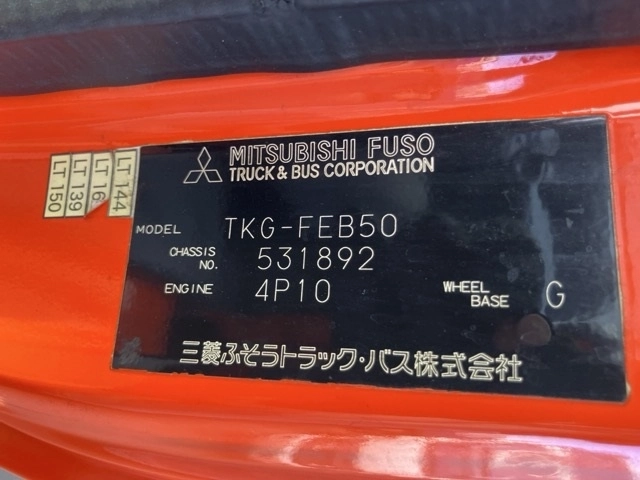 MITSUBISHI FUSO
TRUCK & BUS CORPORATION
LT 150
LT 139
LT 16
LT 144
MODEL TKG-FEB50
CHASSIS NO. 531892
ENGINE 4P10
WHEEL BASE G
三菱ふそうトラック・バス株式会社